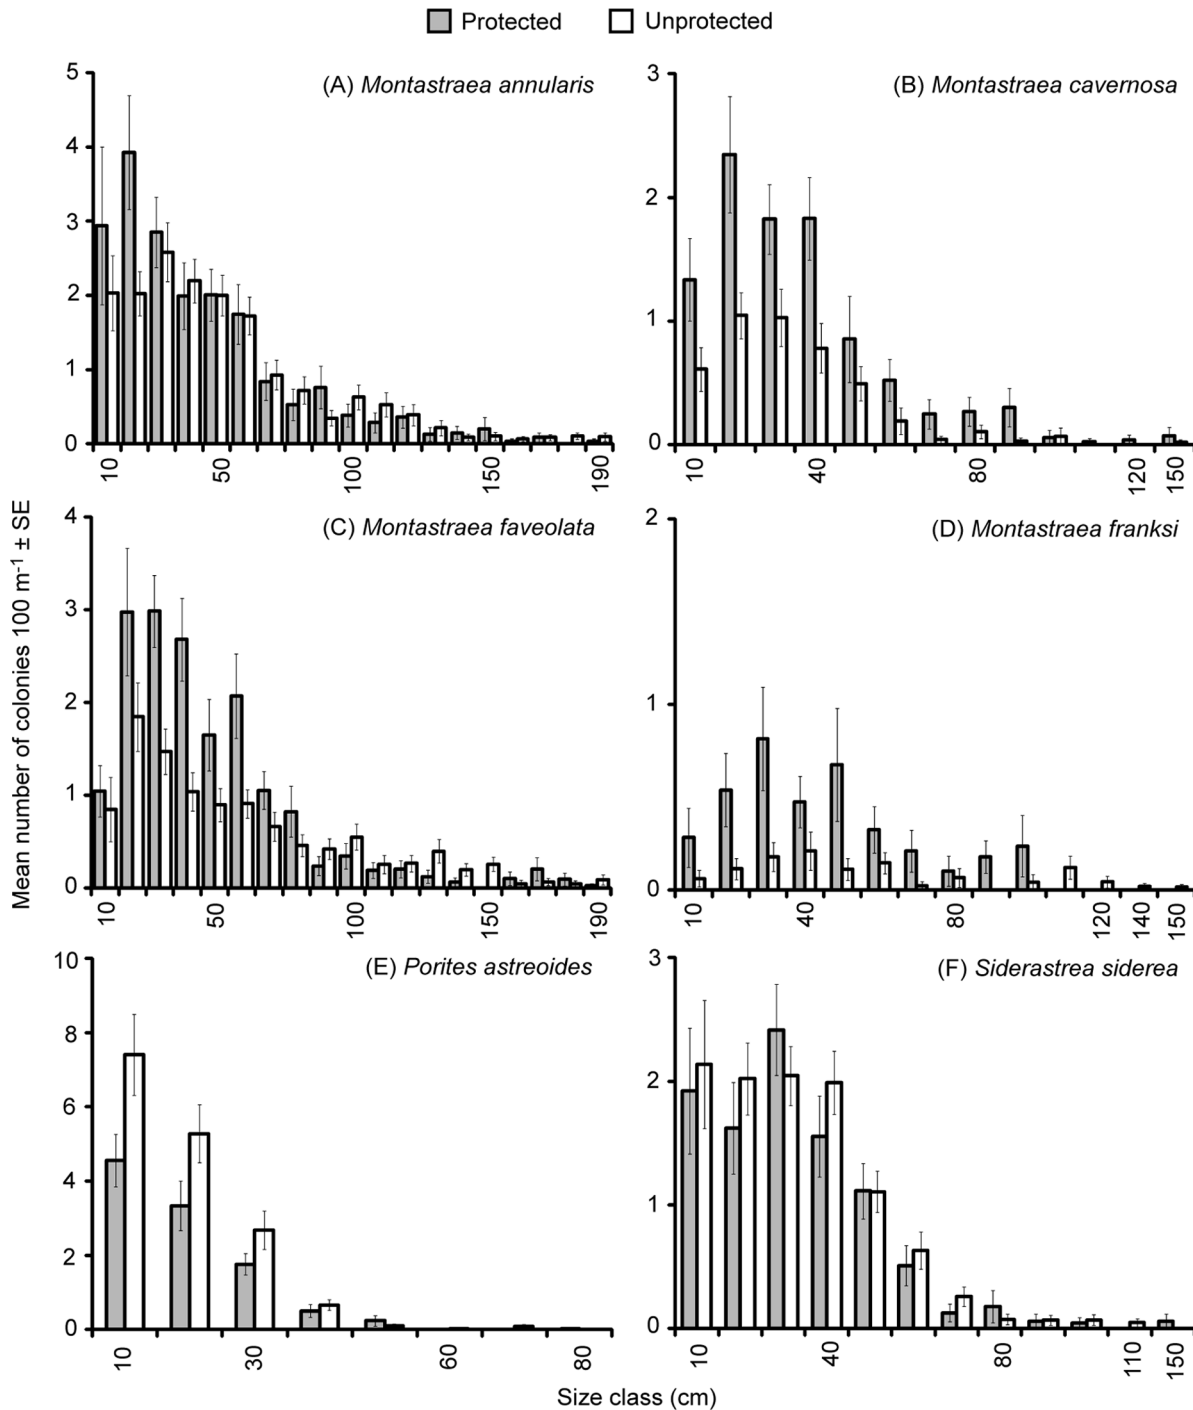 Protected Unprotected
(A) Montastraea annularis
5
4
3
2
1
0
10 50 100 150 190
(B) Montastraea cavernosa
3
2
1
0
10 40 80 120 150
Mean number of colonies 100 m⁻¹ ± SE
(C) Montastraea faveolata
4
3
2
1
0
10 50 100 150 190
(D) Montastraea franksi
2
1
0
10 40 80 120 140 150
(E) Porites astreoides
10
8
6
4
2
0
10 30 60 80
(F) Siderastrea siderea
3
2
1
0
10 40 80 110 150
Size class (cm)